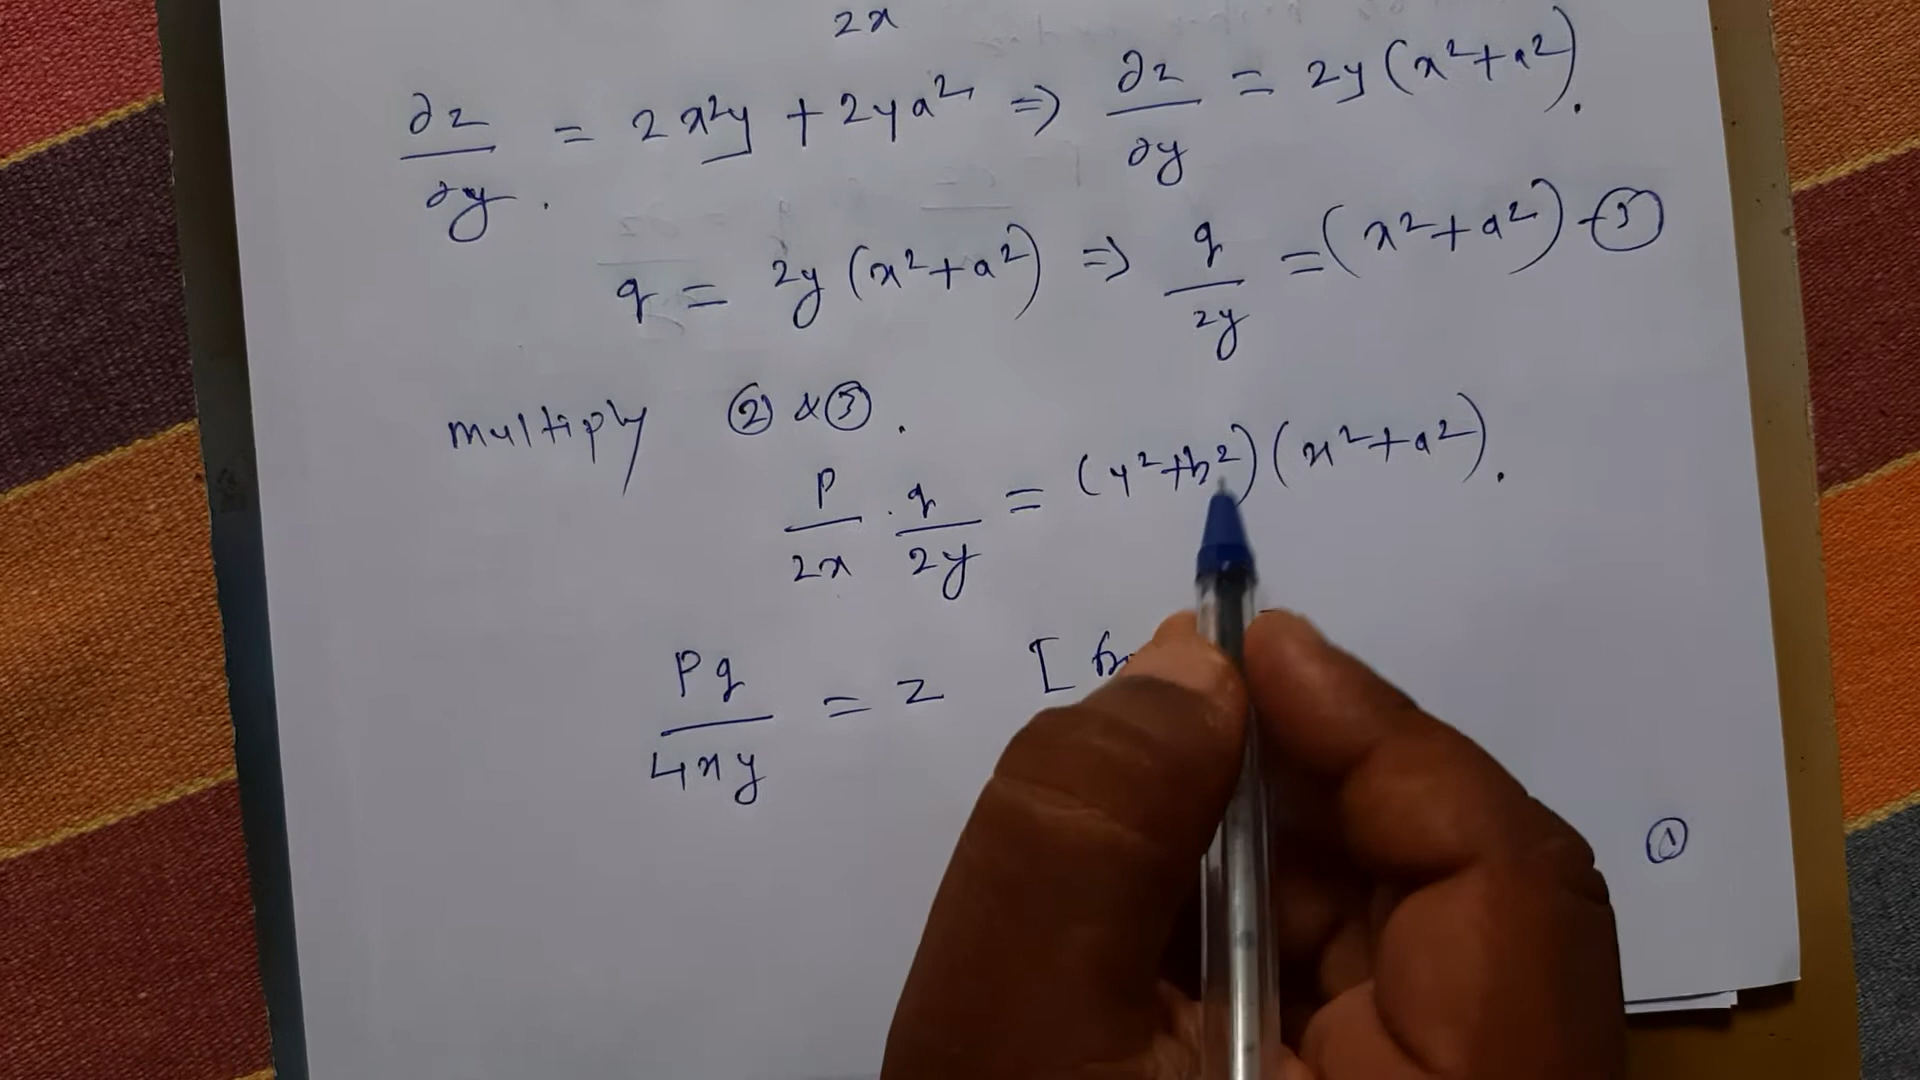 2x
∂z/∂y = 2x²y + 2ya² ⇒ ∂z/∂y = 2y(x²+a²).
q = 2y(x²+a²) ⇒ q/2y = (x²+a²) - ③
multiply ② & ③.
p/2x . q/2y = (y²+b²)(x²+a²).
pq/4xy = z [
①